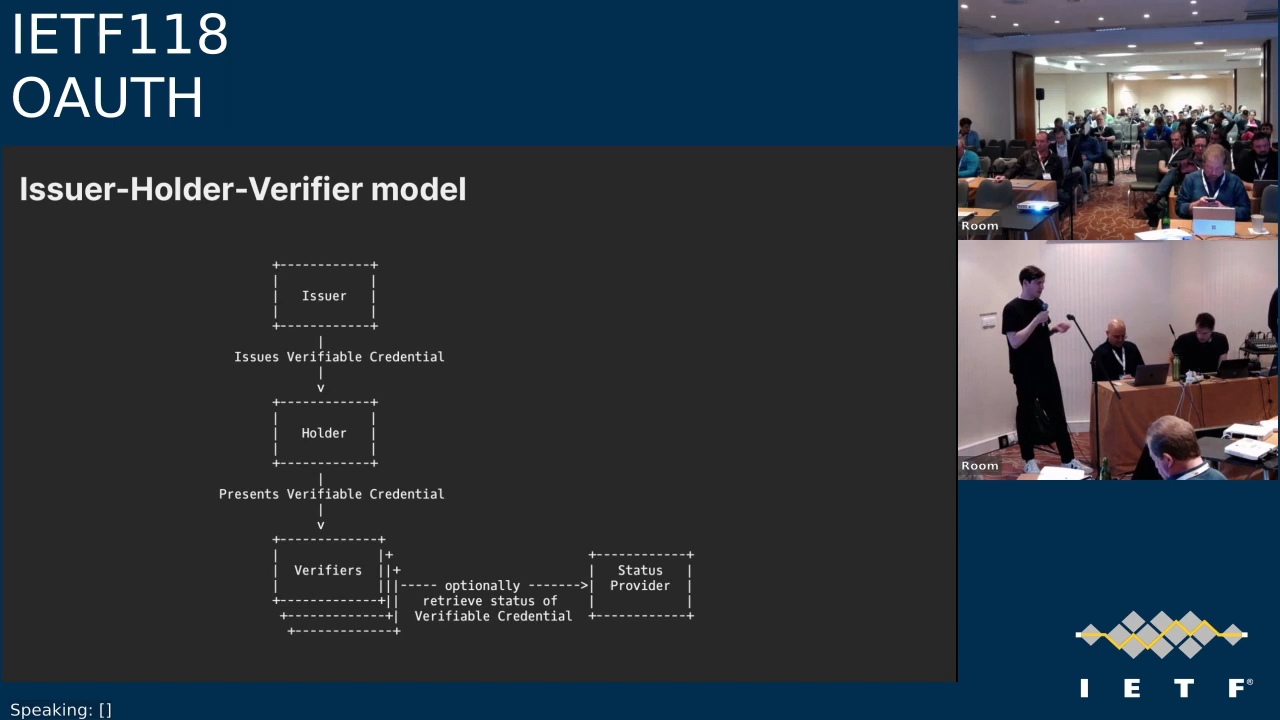 IETF118
OAUTH
Issuer-Holder-Verifier model
+------------+
|            |
|   Issuer   |
|            |
+------------+
|
Issues Verifiable Credential
|
v
+------------+
|            |
|   Holder   |
|            |
+------------+
|
Presents Verifiable Credential
|
v
+-------------+
|             |+                         +------------+
|  Verifiers  ||+                        |   Status   |
|             |||----- optionally ------->|  Provider  |
+-------------+||   retrieve status of    |            |
+-------------+|  Verifiable Credential  +------------+
+-------------+
Room
Room
I E T F®
Speaking: []